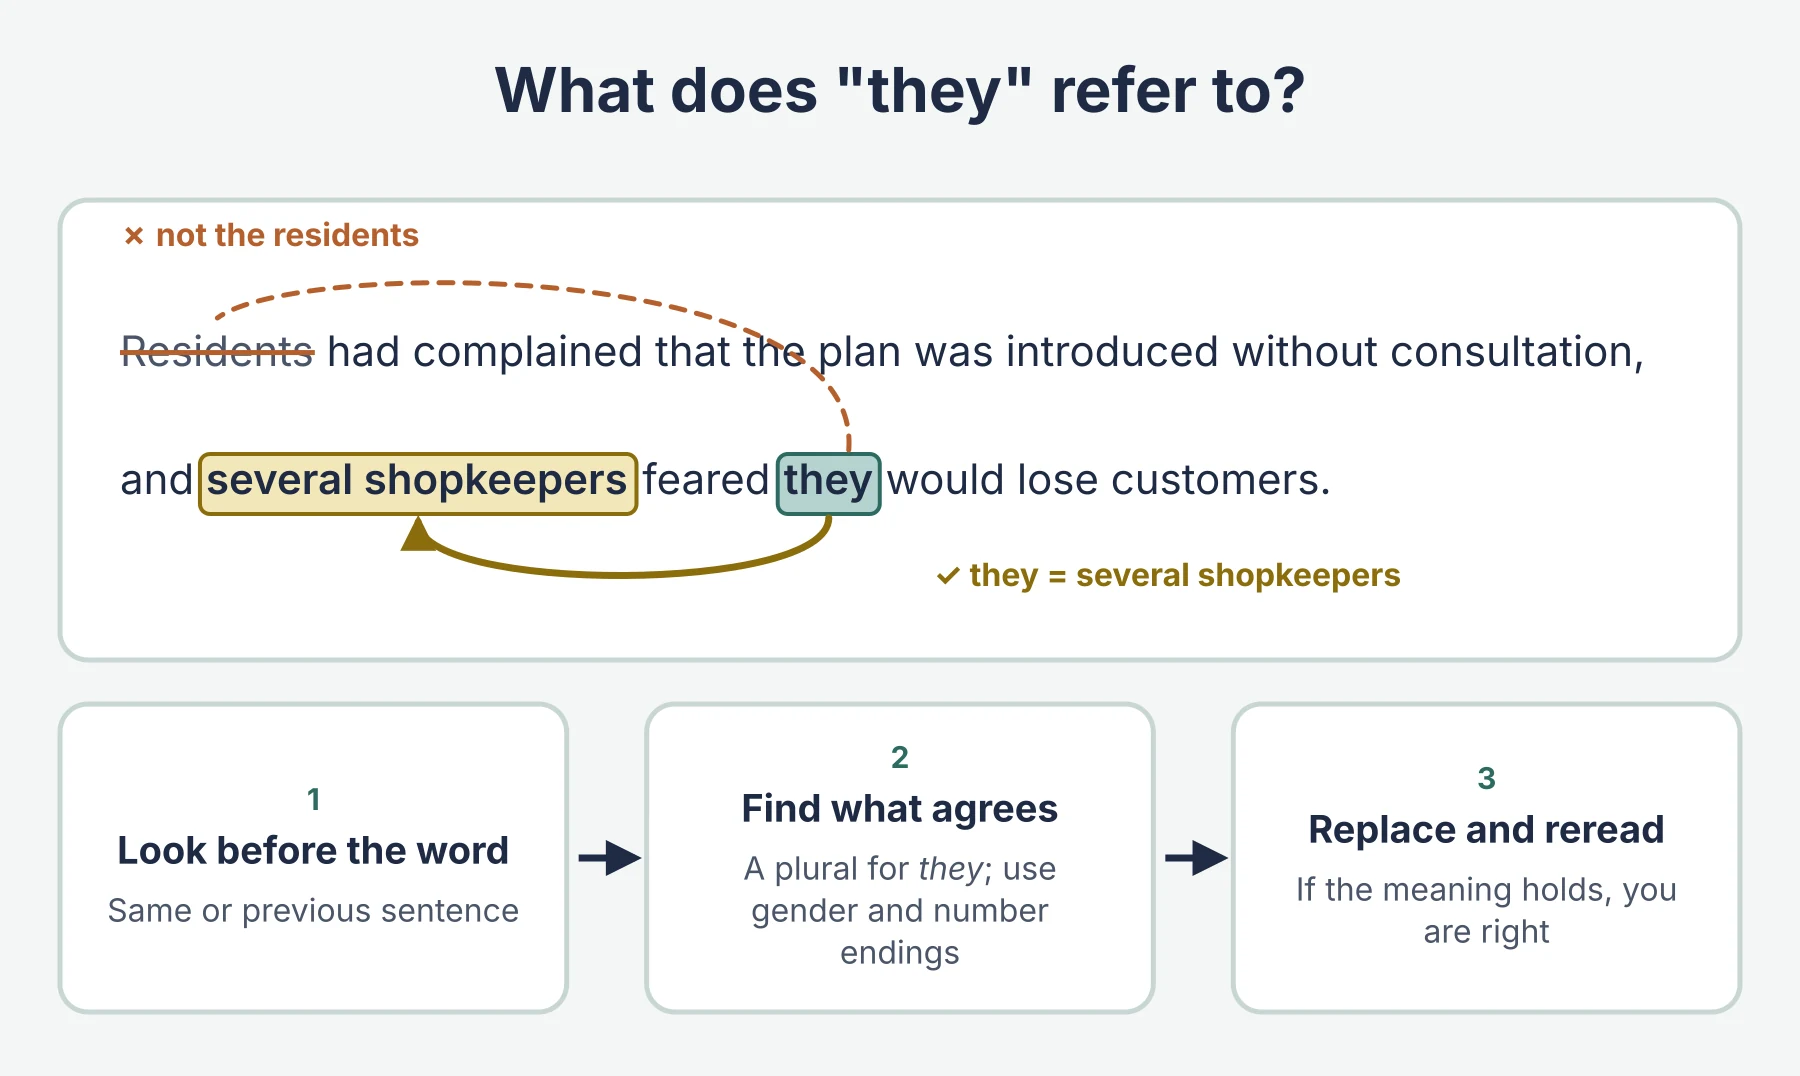 What does "they" refer to?
× not the residents
Residents had complained that the plan was introduced without consultation,
and several shopkeepers feared they would lose customers.
✓ they = several shopkeepers
1
Look before the word
Same or previous sentence
2
Find what agrees
A plural for they; use
gender and number
endings
3
Replace and reread
If the meaning holds, you
are right